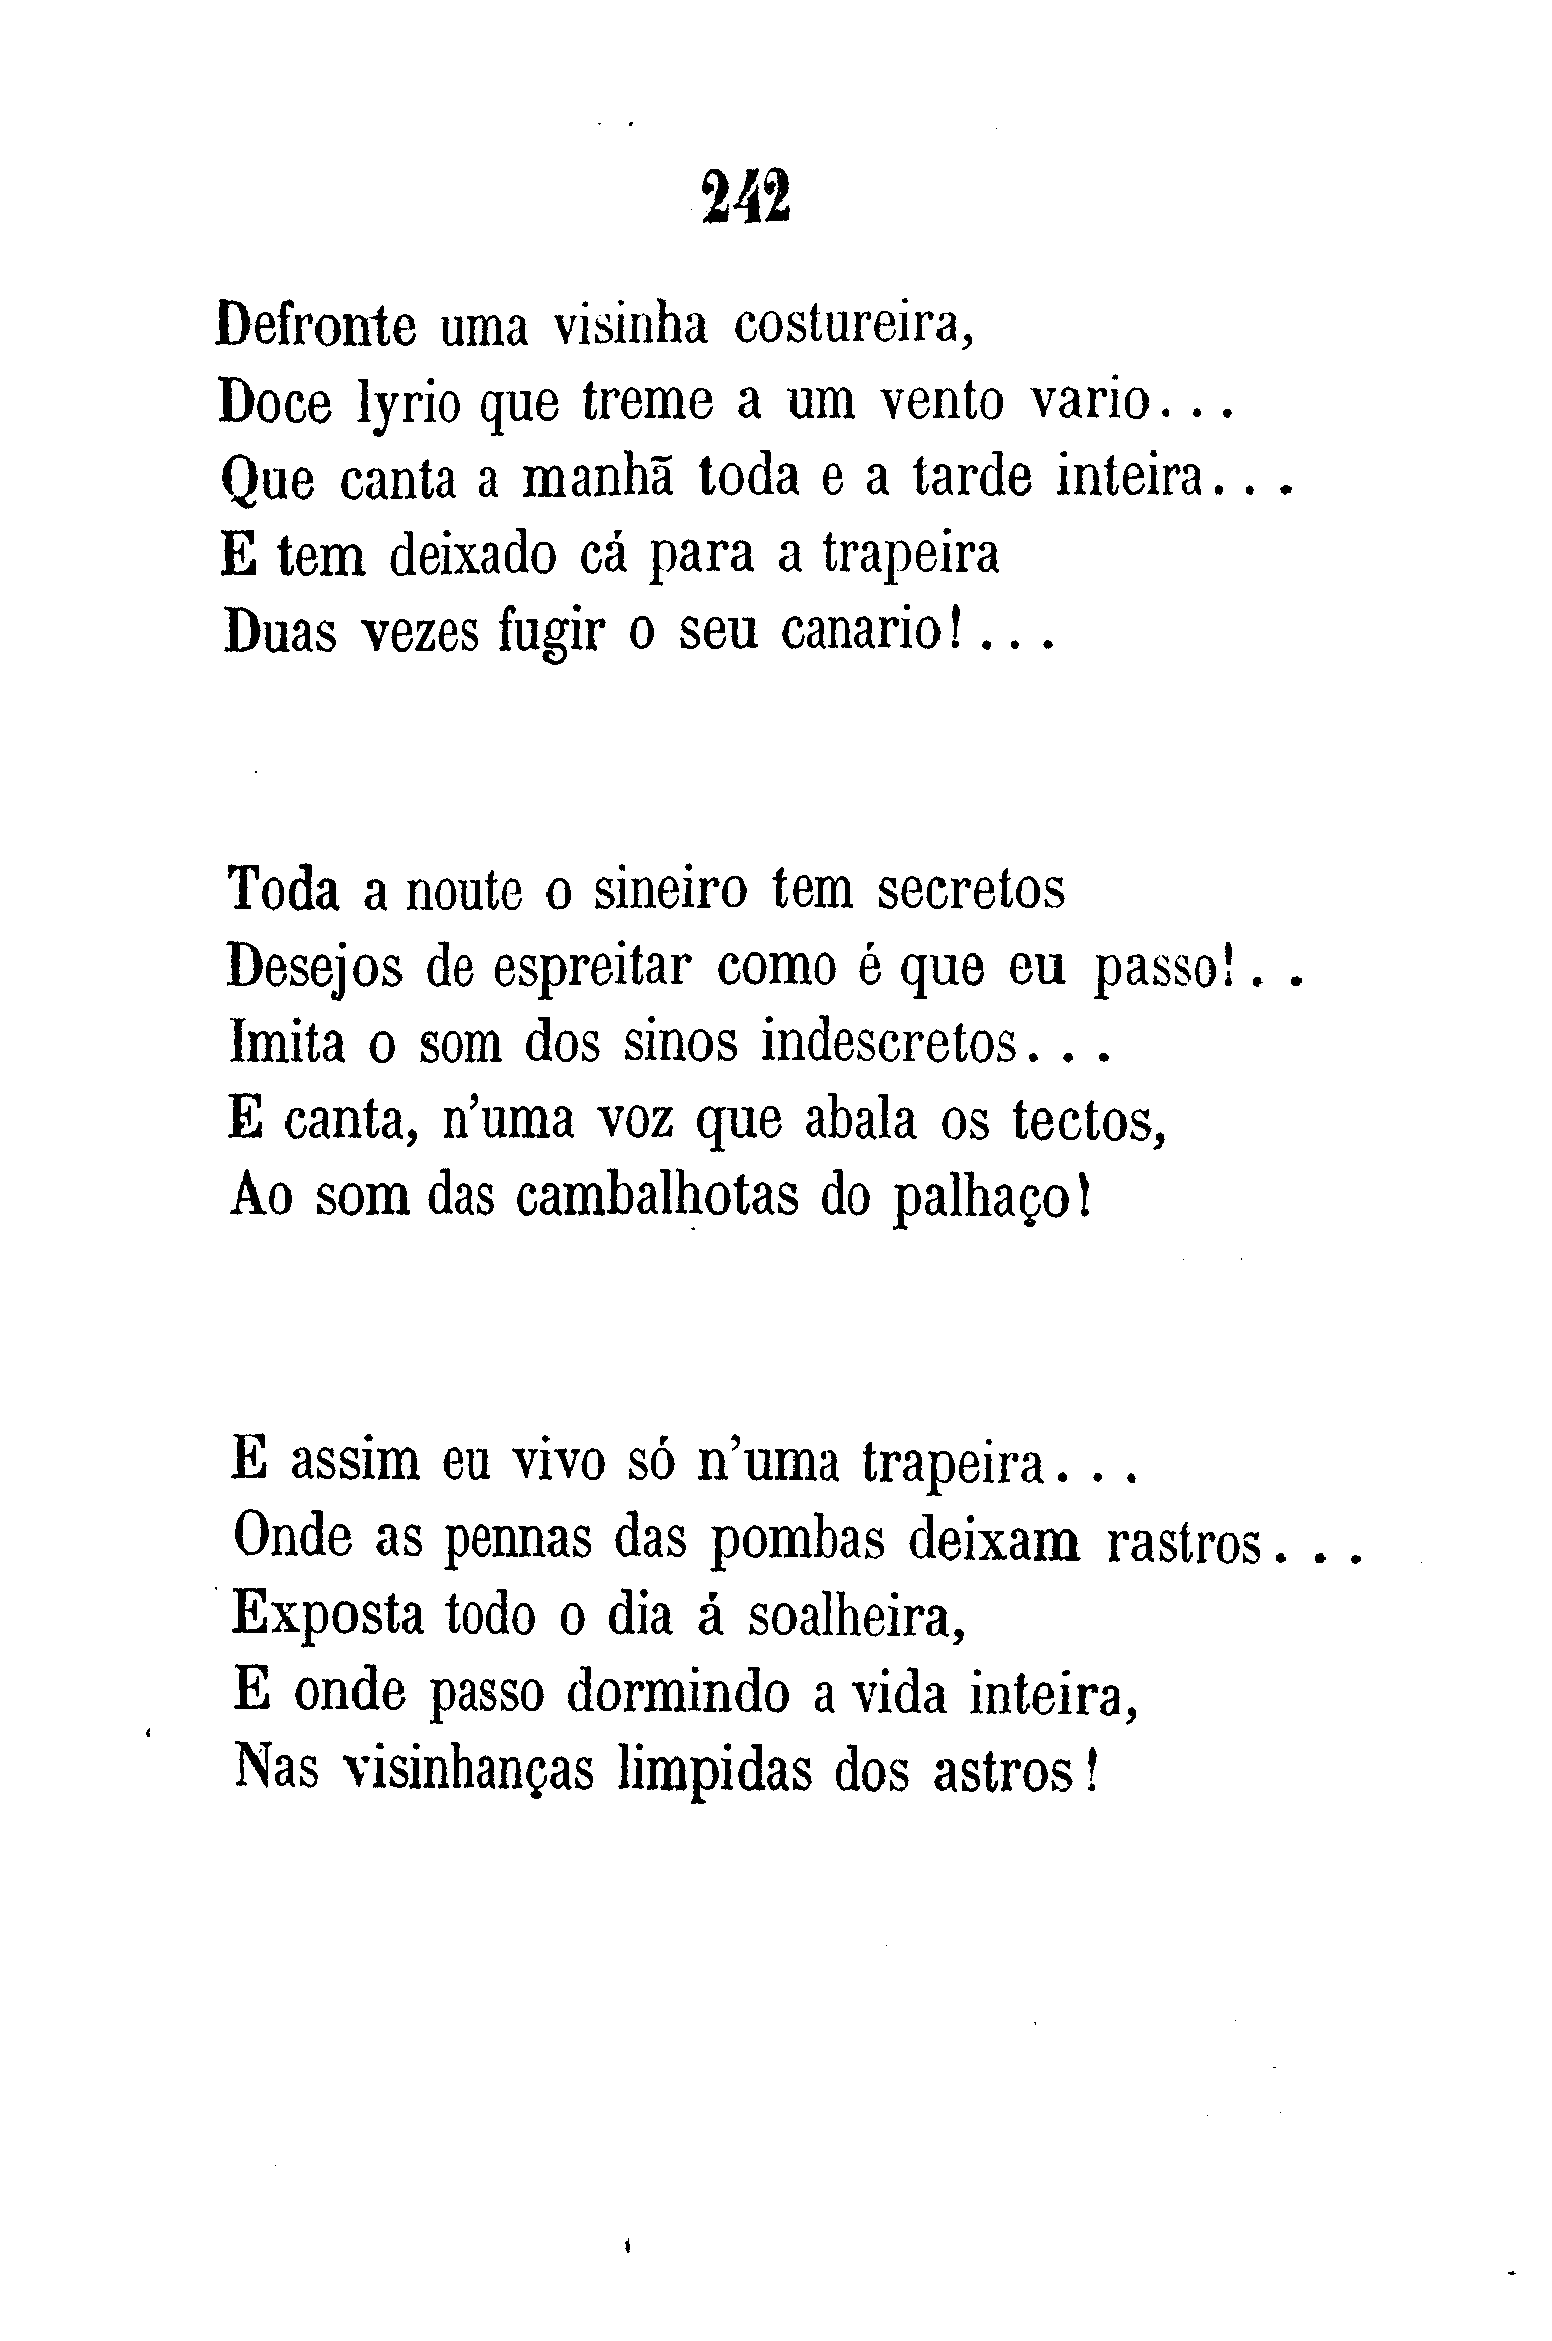 242
Defronte uma visinha costureira,
Doce lyrio que treme a um vento vario...
Que canta a manhã toda e a tarde inteira...
E tem deixado cá para a trapeira
Duas vezes fugir o seu canario!...
Toda a noute o sineiro tem secretos
Desejos de espreitar como é que eu passo!..
Imita o som dos sinos indescretos...
E canta, n'uma voz que abala os tectos,
Ao som das cambalhotas do palhaço!
E assim eu vivo só n'uma trapeira...
Onde as pennas das pombas deixam rastros...
Exposta todo o dia á soalheira,
E onde passo dormindo a vida inteira,
Nas visinhanças limpidas dos astros!